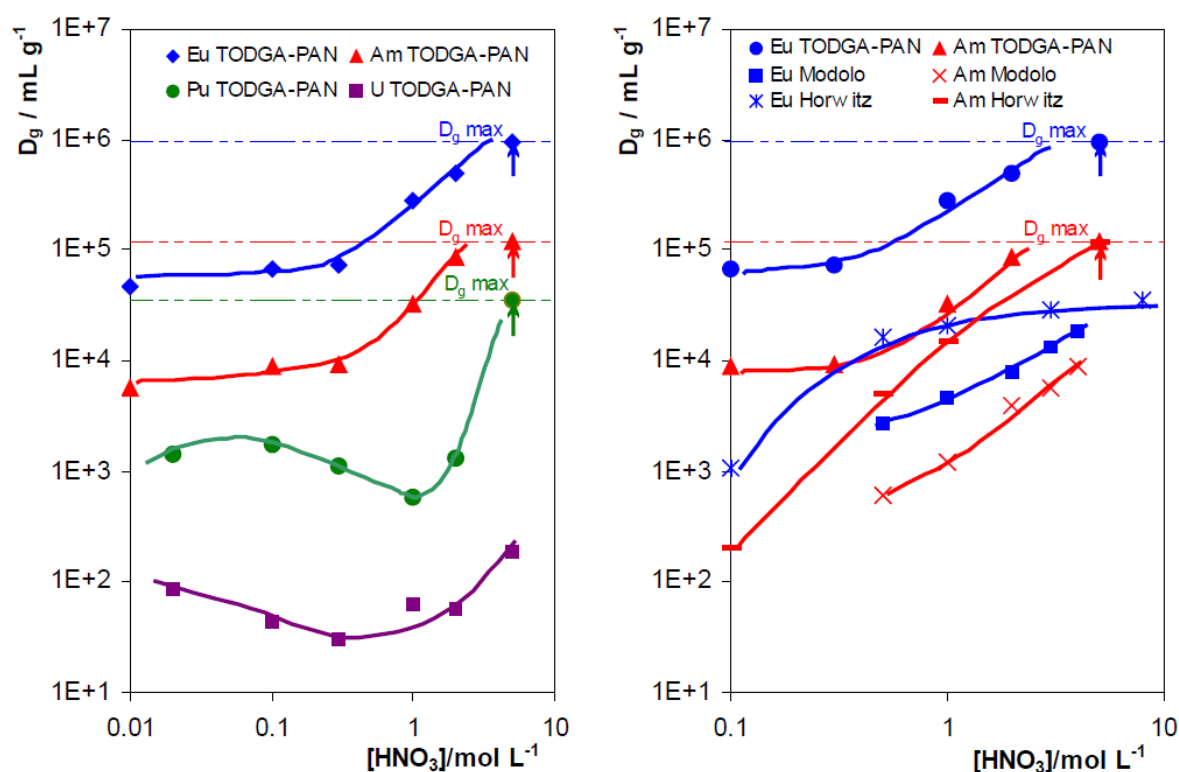 D_g / mL g⁻¹
1E+7
1E+6
1E+5
1E+4
1E+3
1E+2
1E+1
Eu TODGA-PAN Am TODGA-PAN
Pu TODGA-PAN U TODGA-PAN
D_g max
D_g max
D_g max
0.01 0.1 1 10
[HNO₃]/mol L⁻¹
D_g / mL g⁻¹
1E+7
1E+6
1E+5
1E+4
1E+3
1E+2
1E+1
Eu TODGA-PAN Am TODGA-PAN
Eu Modolo Am Modolo
Eu Horwitz Am Horwitz
D_g max
D_g max
0.1 1 10
[HNO₃]/mol L⁻¹